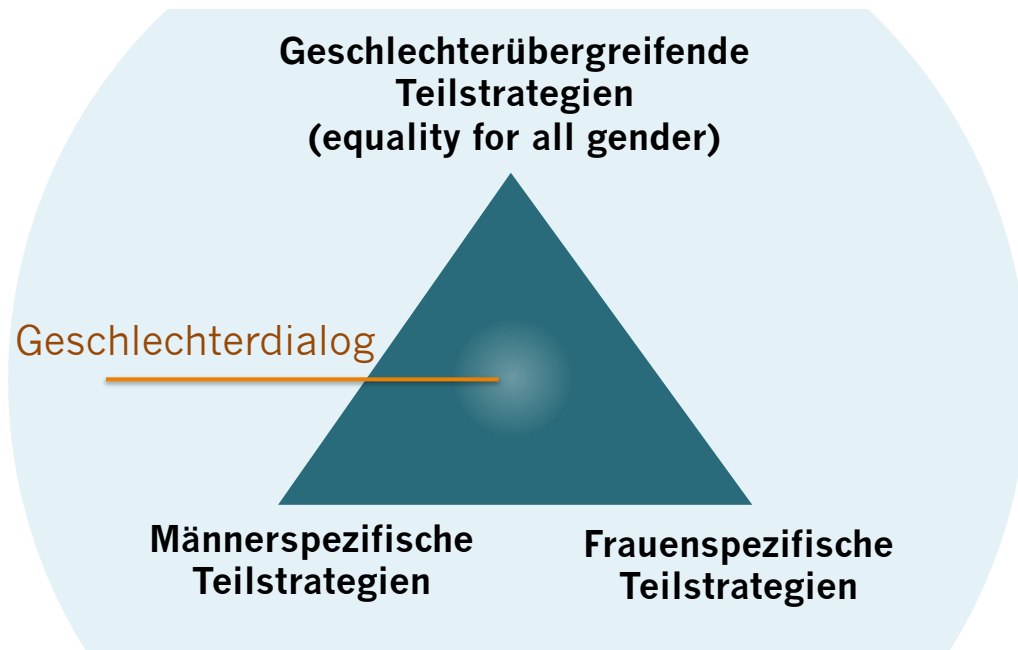 Geschlechterübergreifende
Teilstrategien
(equality for all gender)
Geschlechterdialog
Männerspezifische
Teilstrategien
Frauenspezifische
Teilstrategien